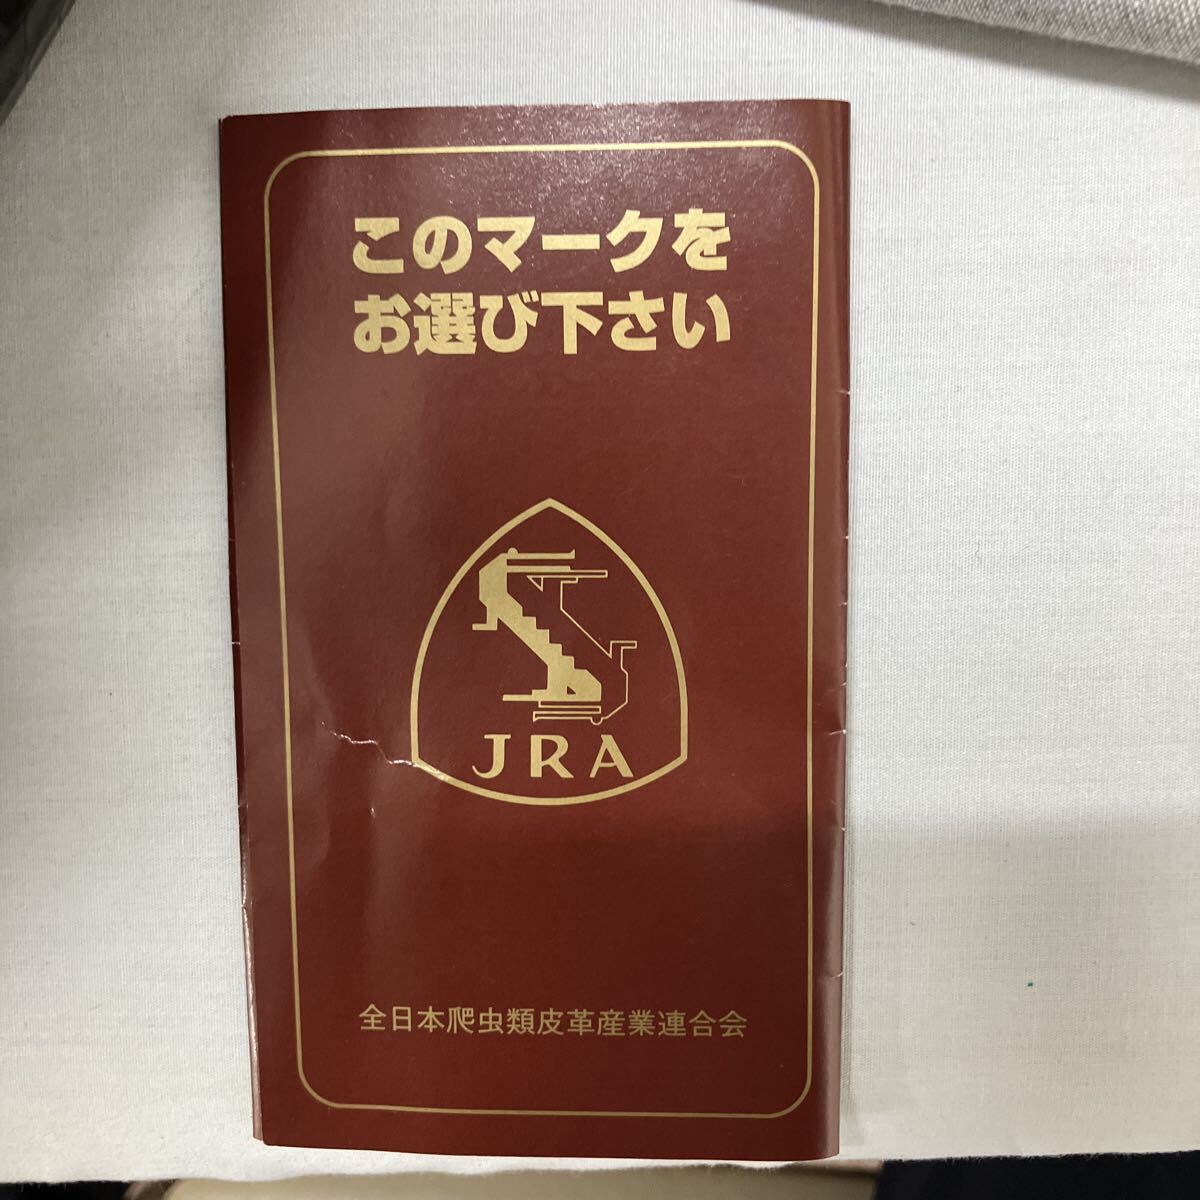 このマークを
お選び下さい
JRA
全日本爬虫類皮革産業連合会